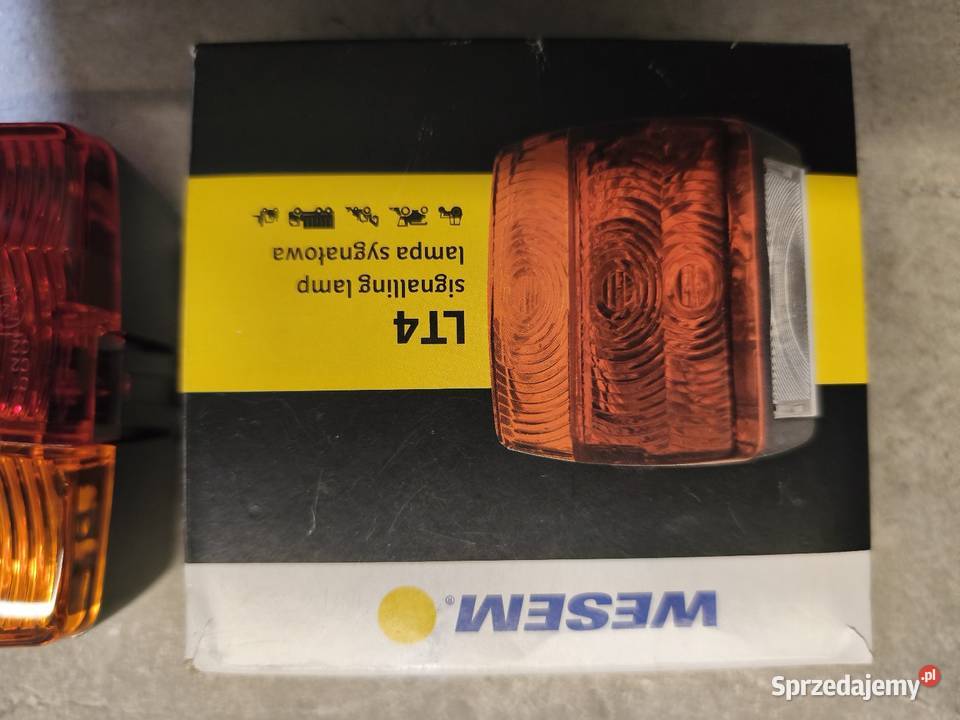 WESEM®
LT4
signalling lamp
lampa sygnałowa
Sprzedajemy.pl